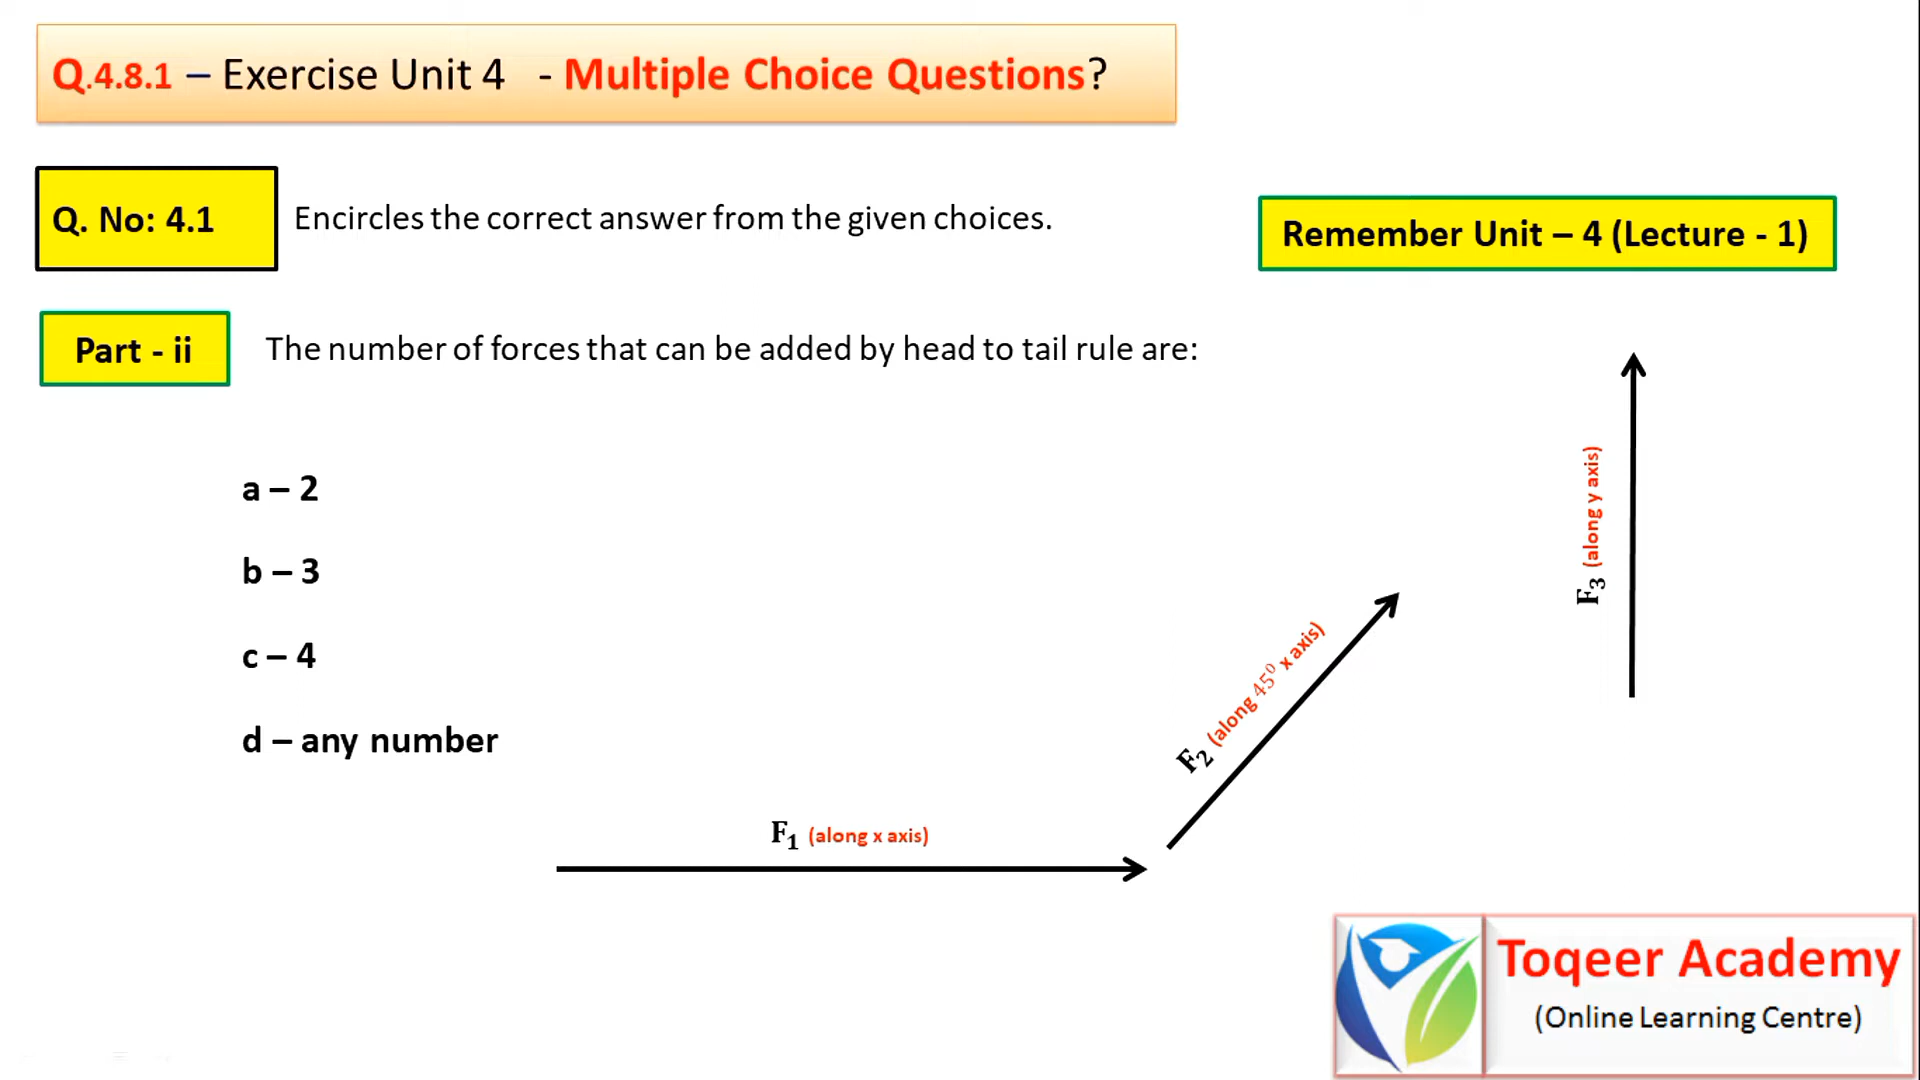 Q.4.8.1 – Exercise Unit 4 - Multiple Choice Questions?
Q. No: 4.1
Encircles the correct answer from the given choices.
Remember Unit – 4 (Lecture - 1)
Part - ii
The number of forces that can be added by head to tail rule are:
a – 2
b – 3
c – 4
d – any number
F₁ (along x axis)
F₂ (along 45⁰ x axis)
F₃ (along y axis)
Toqeer Academy
(Online Learning Centre)